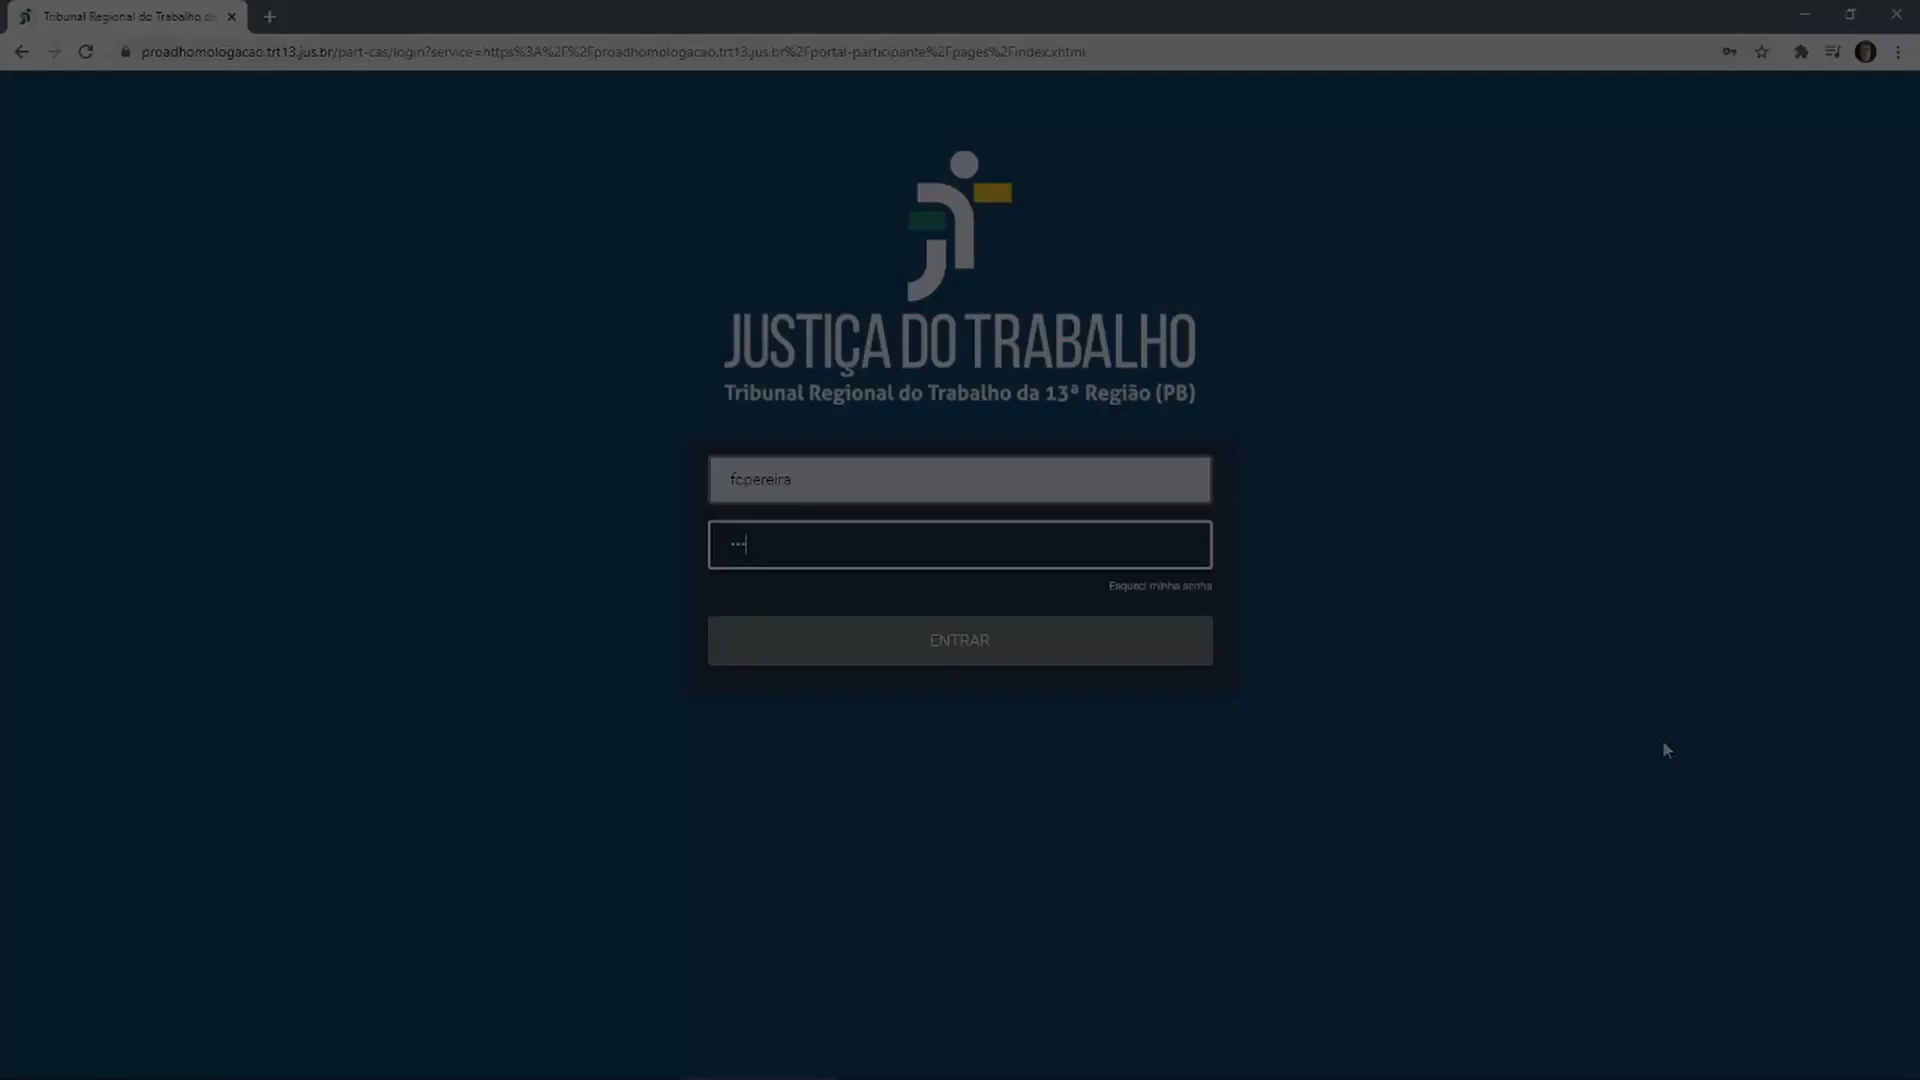 Tribunal Regional do Trabalho da
proadhomologacao.trt13.jus.br/part-cas/login?service=https%3A%2F%2Fproadhomologacao.trt13.jus.br%2Fportal-participante%2Fpages%2Findex.xhtml
JUSTIÇA DO TRABALHO
Tribunal Regional do Trabalho da 13ª Região (PB)
fcpereira
Esqueci minha senha
ENTRAR